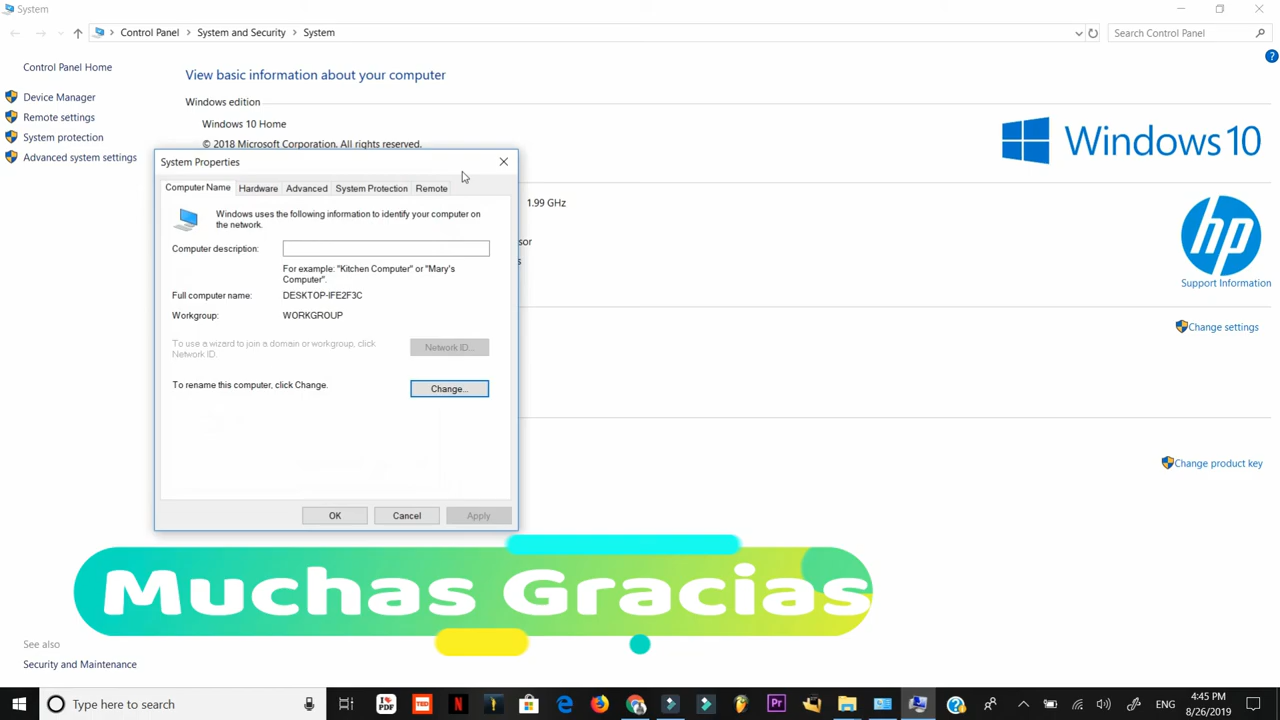 System
Control Panel
System and Security
System
Search Control Panel
Control Panel Home
Device Manager
Remote settings
System protection
Advanced system settings
View basic information about your computer
Windows edition
Windows 10 Home
© 2018 Microsoft Corporation. All rights reserved.
Windows 10
System Properties
Computer Name
Hardware
Advanced
System Protection
Remote
Windows uses the following information to identify your computer on
the network.
Computer description:
For example: "Kitchen Computer" or "Mary's
Computer".
Full computer name:
DESKTOP-IFE2F3C
Workgroup:
WORKGROUP
To use a wizard to join a domain or workgroup, click
Network ID.
Network ID...
To rename this computer, click Change.
Change...
OK
Cancel
Apply
1.99 GHz
hp
Support Information
Change settings
Change product key
Muchas Gracias
See also
Security and Maintenance
Type here to search
I
PDF
TED
N
Pr
ENG
4:45 PM
8/26/2019